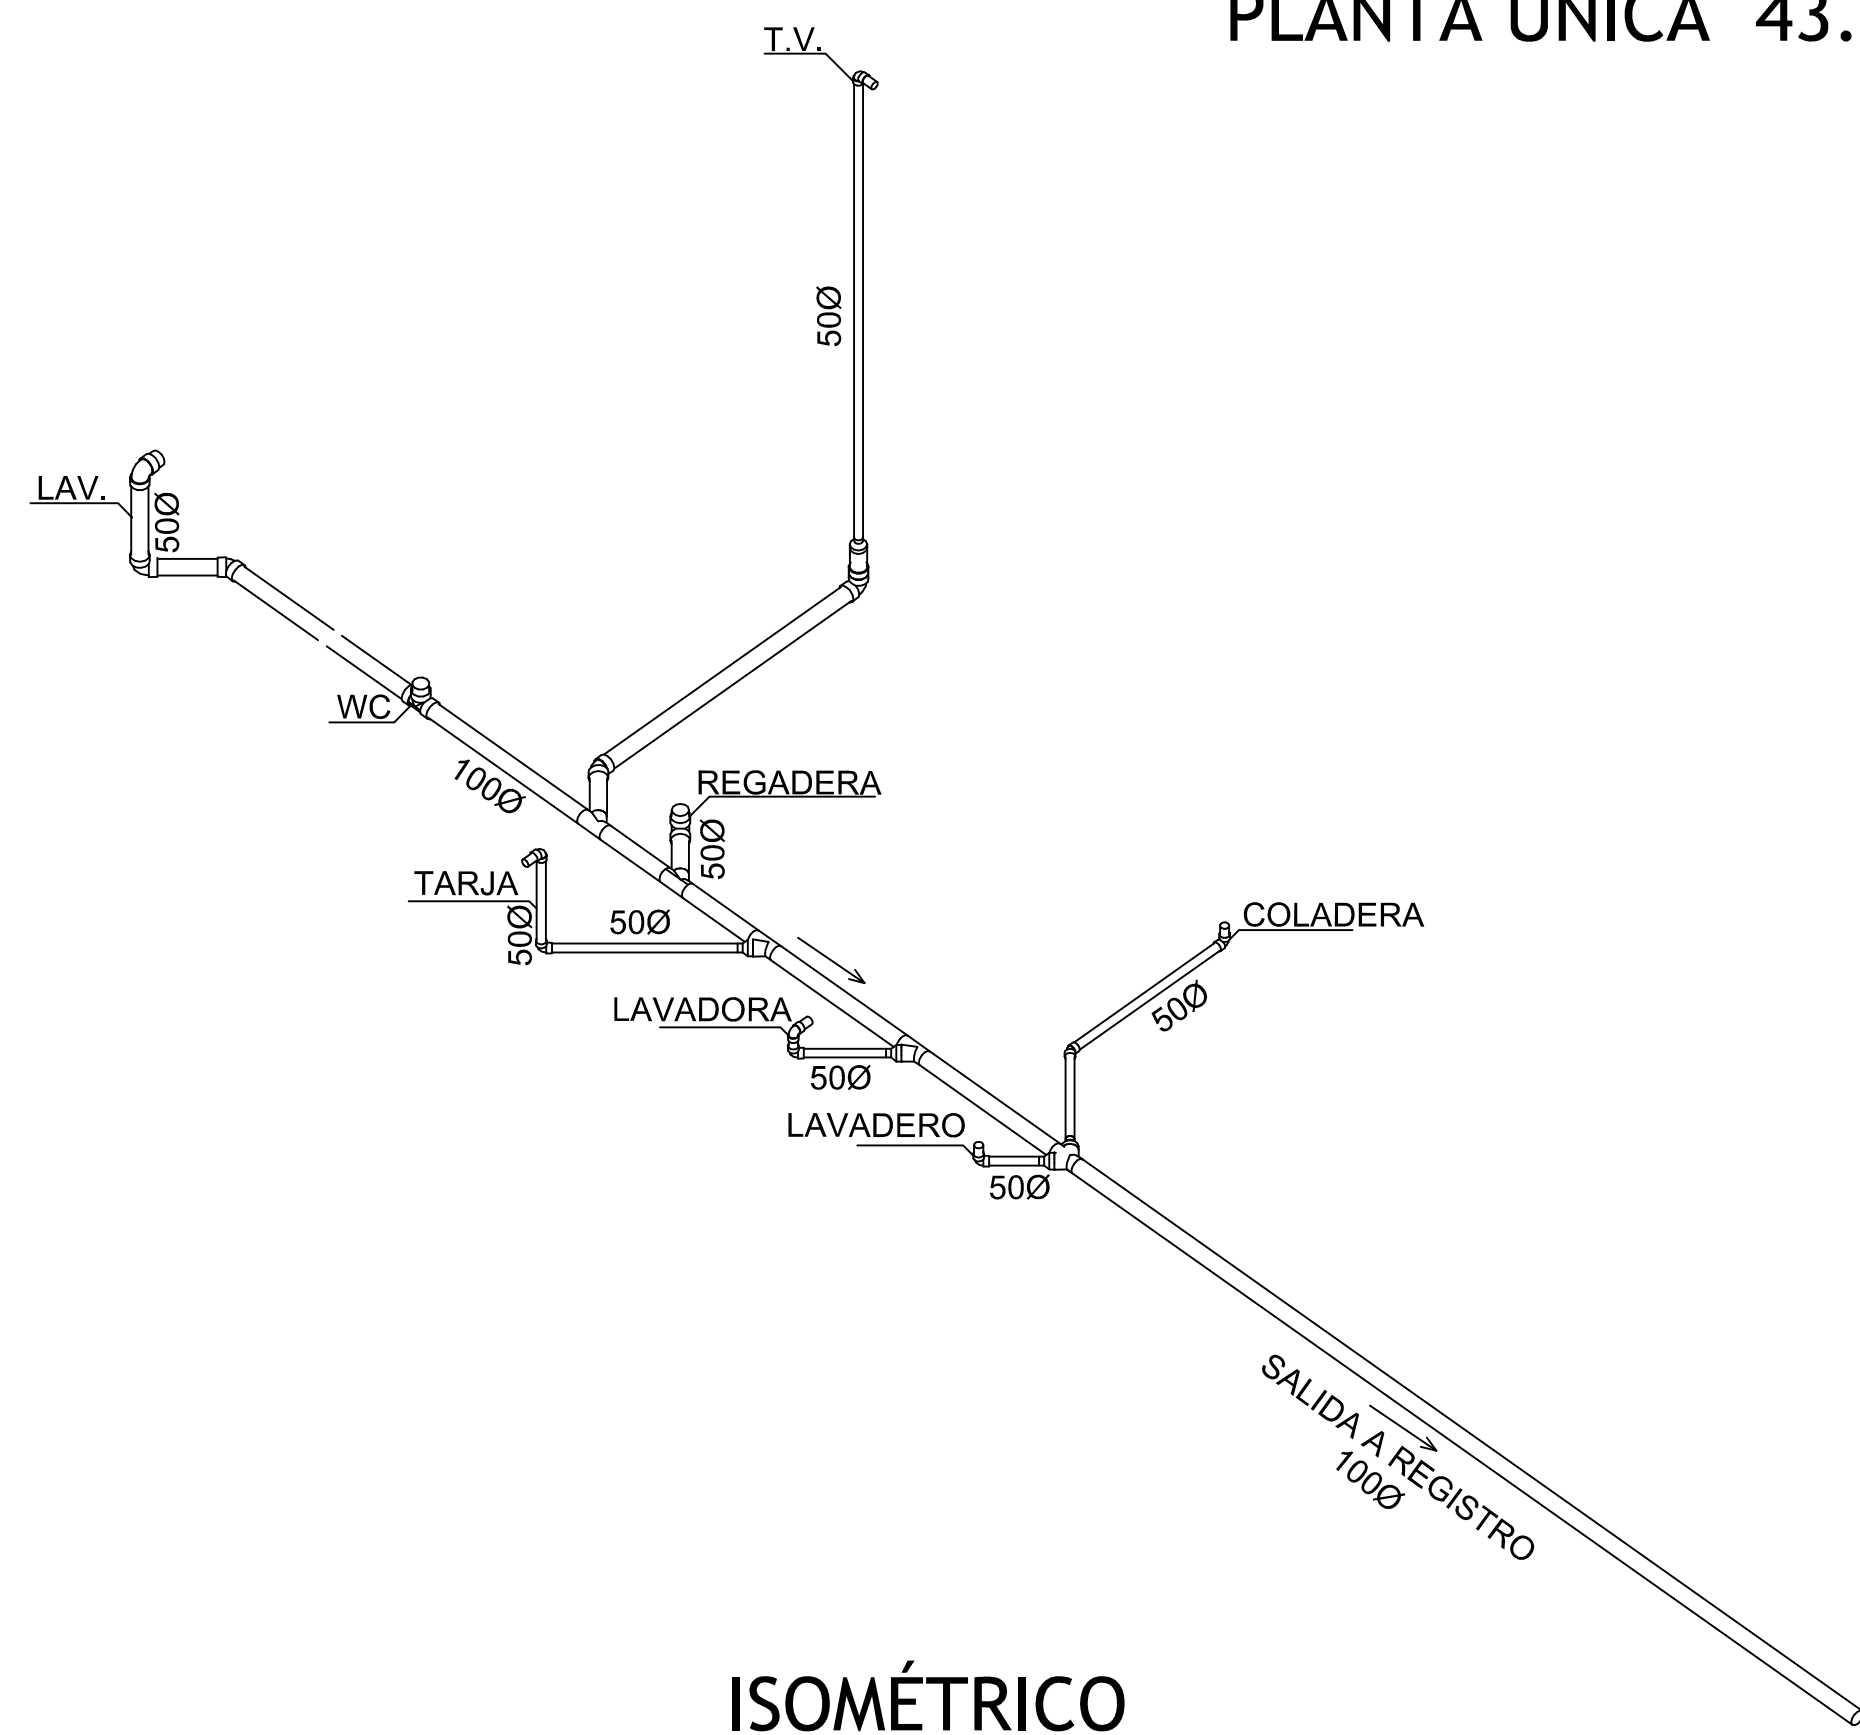 PLANTA ÚNICA 43.
T.V.
50Ø
LAV.
50Ø
WC
100Ø
REGADERA
50Ø
TARJA
50Ø
50Ø
COLADERA
50Ø
LAVADORA
50Ø
LAVADERO
50Ø
SALIDA A REGISTRO
100Ø
ISOMÉTRICO